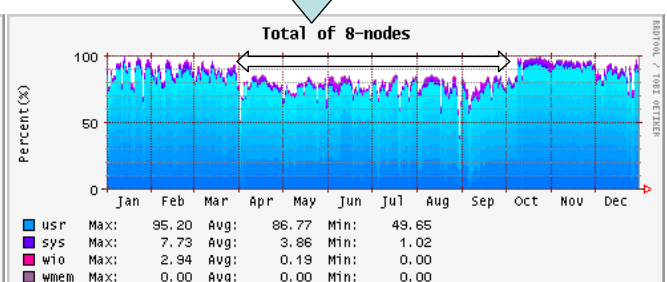 Total of 8-nodes
RRDTOOL / TOBI OETIKER
Percent(%)
100
50
0
Jan Feb Mar Apr May Jun Jul Aug Sep Oct Nov Dec
usr Max: 95.20 Avg: 86.77 Min: 49.65
sys Max: 7.73 Avg: 3.86 Min: 1.02
wio Max: 2.94 Avg: 0.19 Min: 0.00
wmem Max: 0.00 Avg: 0.00 Min: 0.00